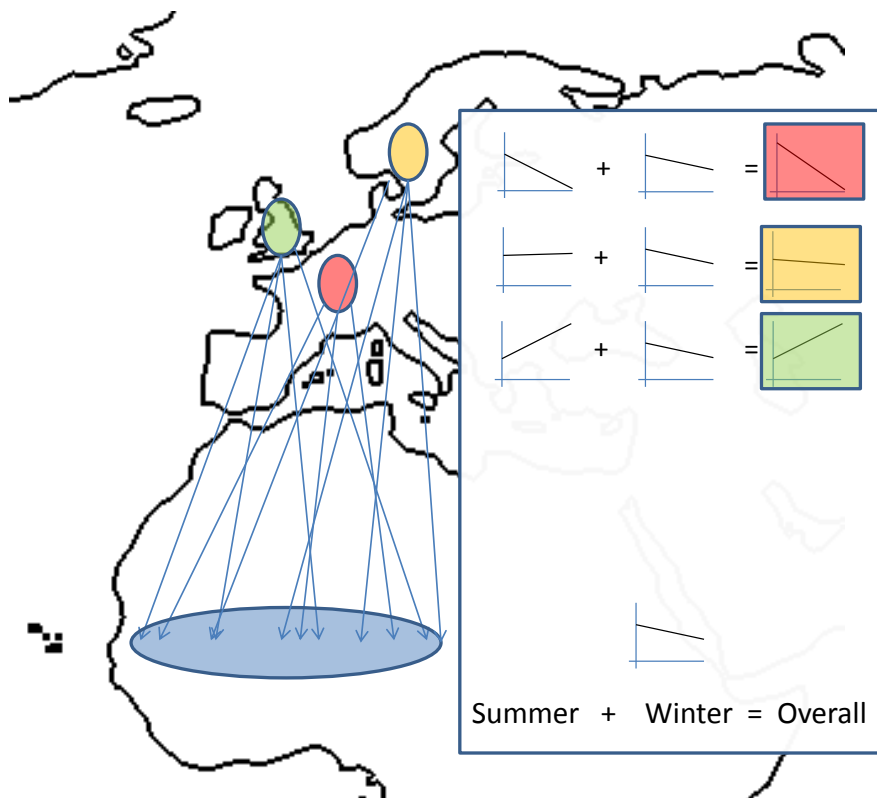 + =
+ =
+ =
Summer + Winter = Overall